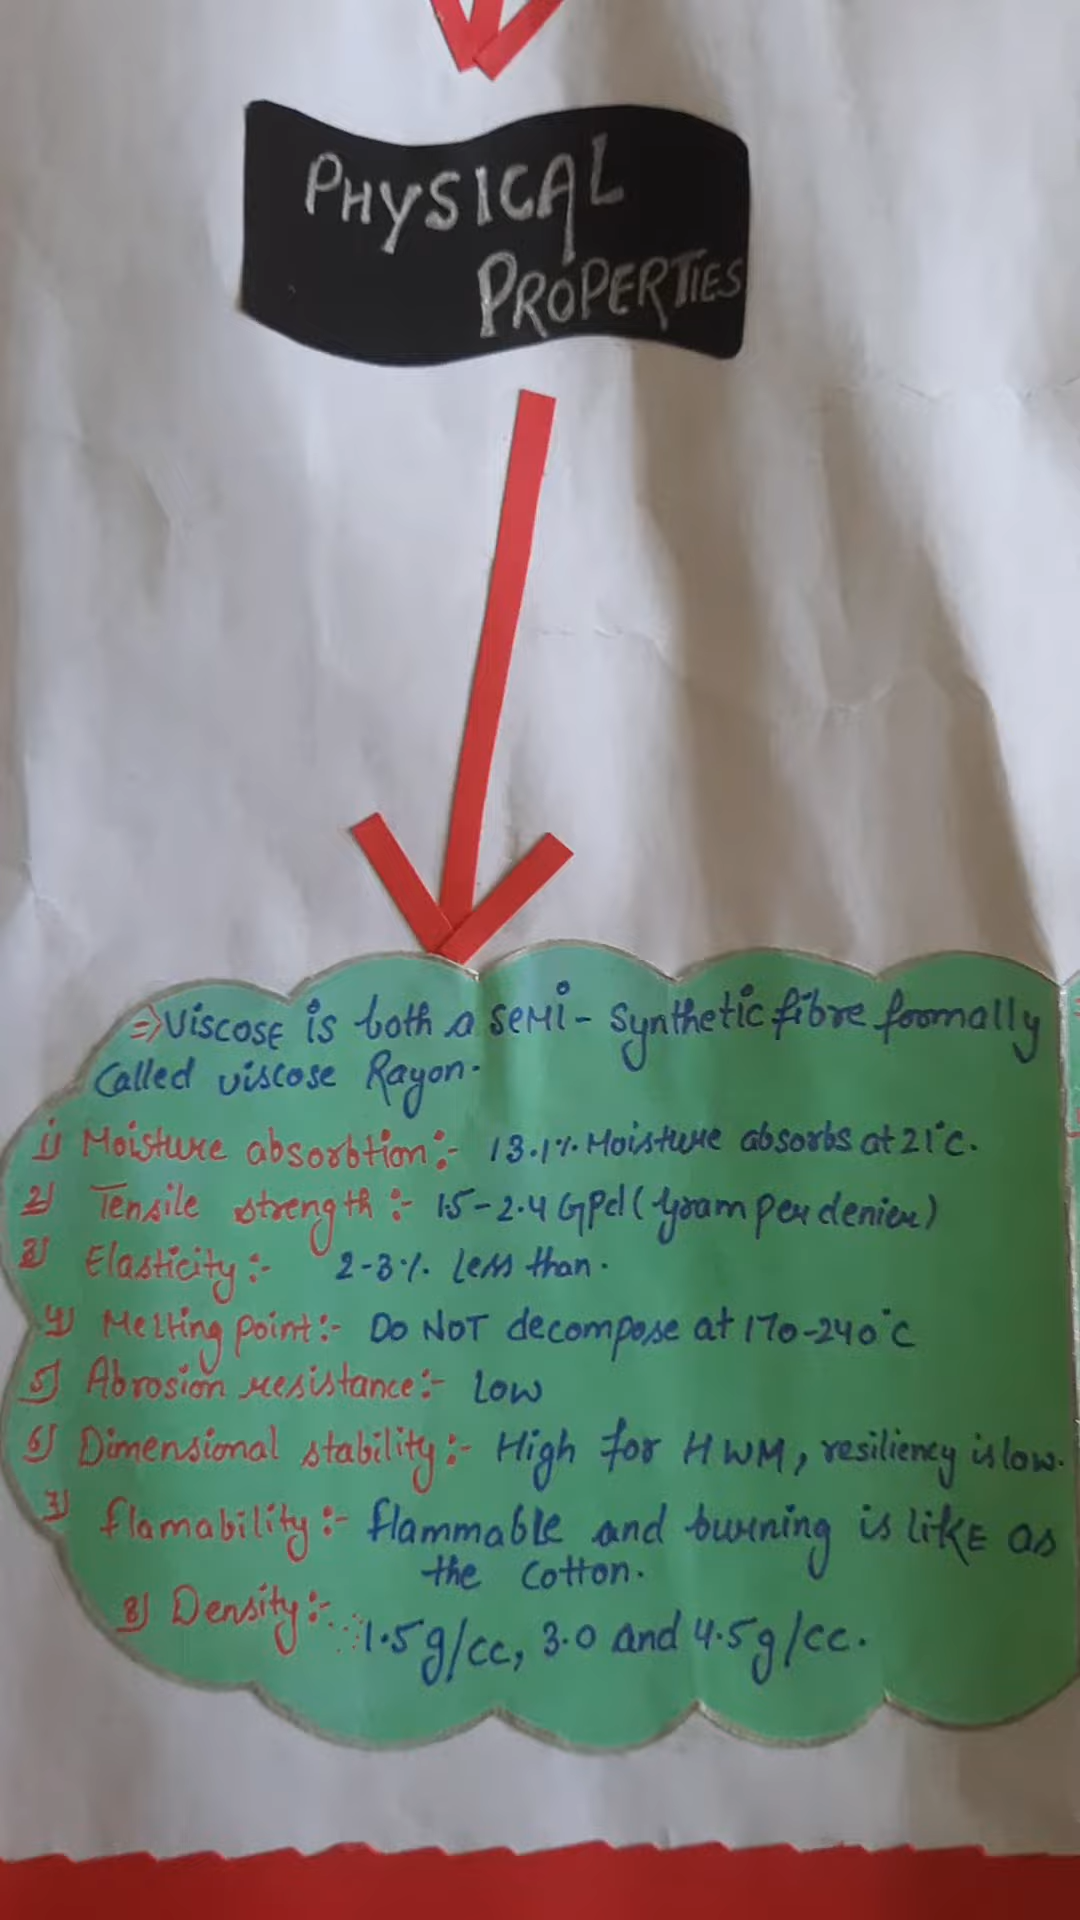 PHYSICAL
PROPERTIES
=> Viscose is both a semi - Synthetic fibre foomally
Called viscose Rayon.
1) Moisture absorbtion :- 13.1% Moisture absorbs at 21°c.
2) Tensile strength :- 1.5-2.4 GPd ( gram per denier)
3) Elasticity :- 2-3 %. Less than.
4) Melting point :- Do NOT decompose at 170-240°C
5) Abrosion resistance :- Low
6) Dimensional stability :- High for HWM, resiliency is low.
7) flamability :- flammable and burning is like as
the cotton.
8) Density :- 1.5 g/cc, 3.0 and 4.5 g/cc.